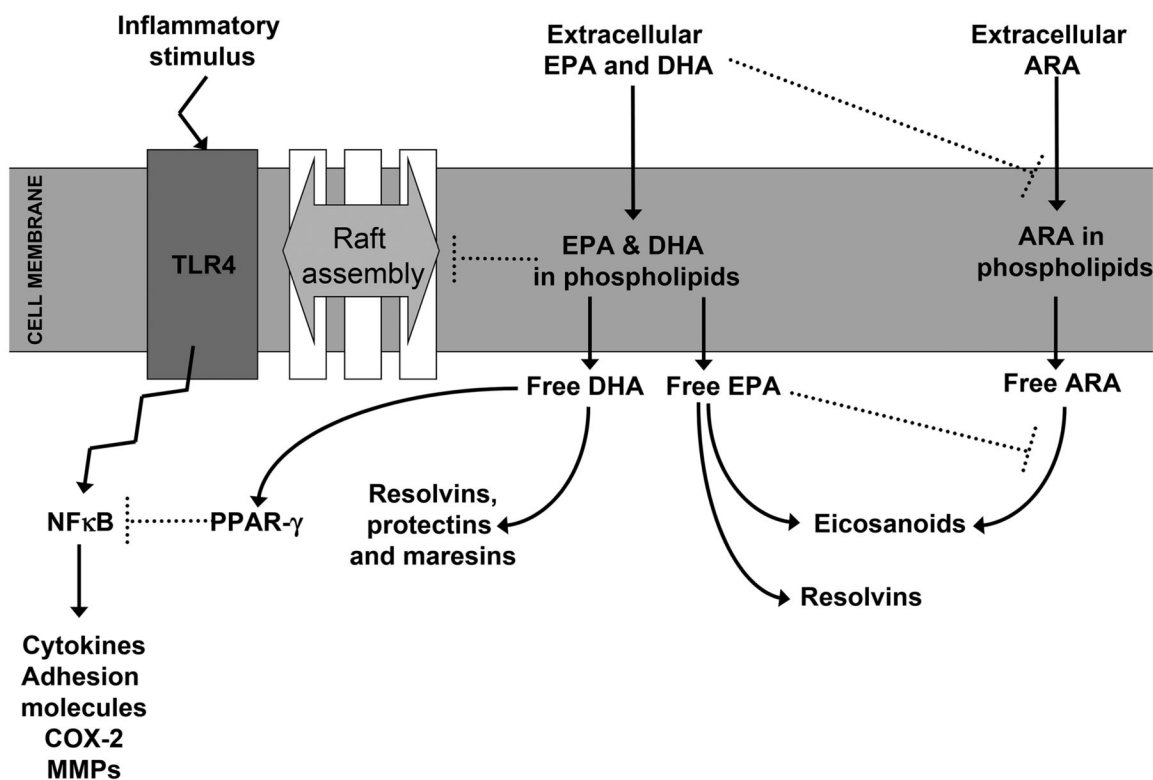 Inflammatory
stimulus
Extracellular
EPA and DHA
Extracellular
ARA
CELL MEMBRANE
TLR4
Raft
assembly
EPA & DHA
in phospholipids
ARA in
phospholipids
Free DHA
Free EPA
Free ARA
NFκB
PPAR-γ
Resolvins,
protectins
and maresins
Eicosanoids
Resolvins
Cytokines
Adhesion
molecules
COX-2
MMPs